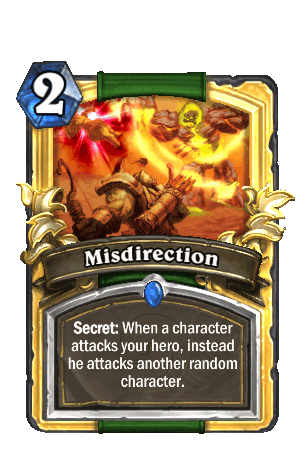 2
Misdirection
Secret: When a character
attacks your hero, instead
he attacks another random
character.